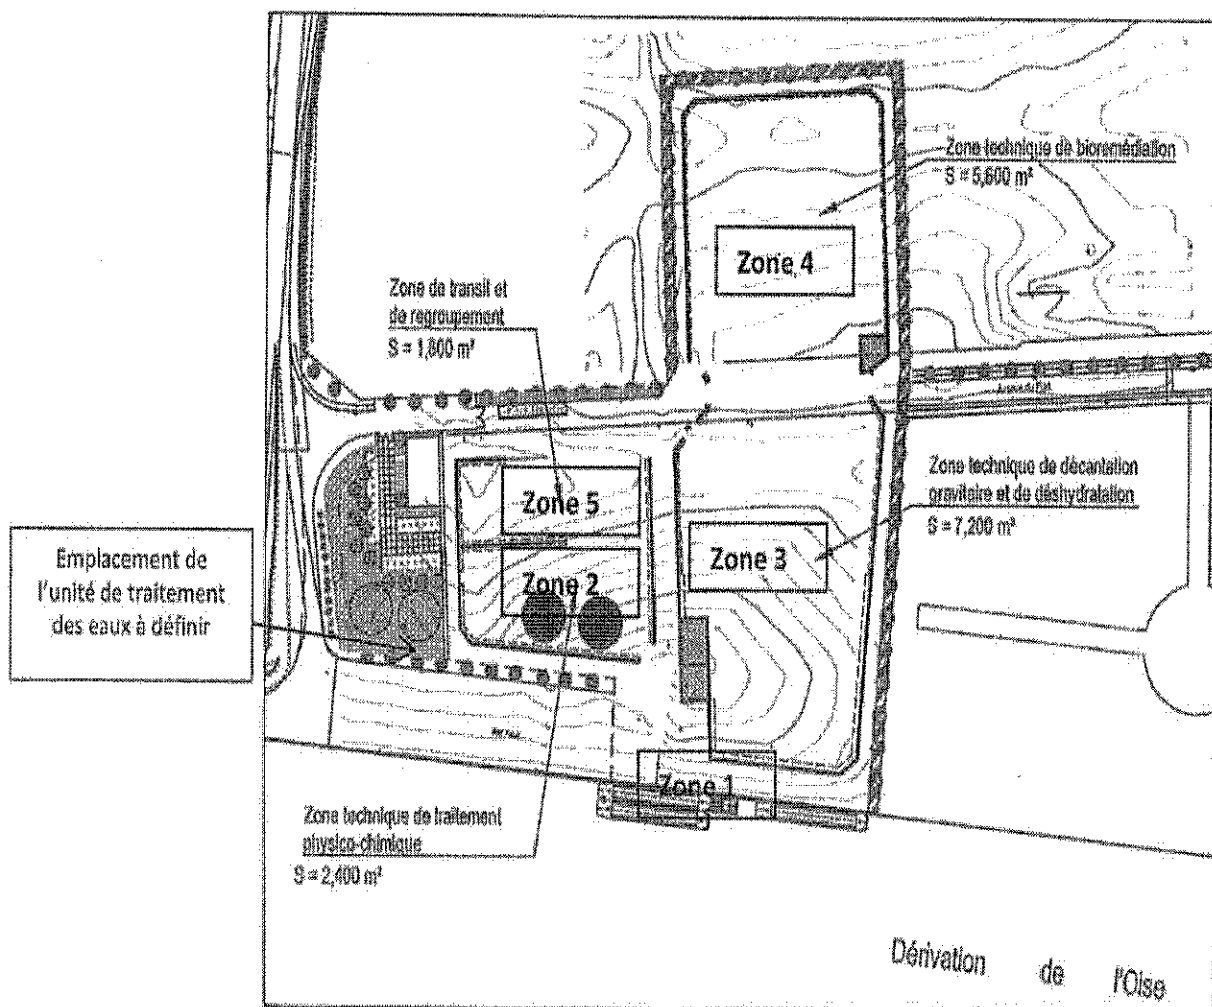 Zone technique de bioremédiation
S = 5,600 m²
Zone 4
Zone de transit et
de regroupement
S = 1,800 m²
Zone technique de décantation
gravitaire et de déshydratation
S = 7,200 m²
Zone 5
Zone 3
Zone 2
Emplacement de
l'unité de traitement
des eaux à définir
Zone 1
Zone technique de traitement
physico-chimique
S = 2,400 m²
Dérivation de l'Oise